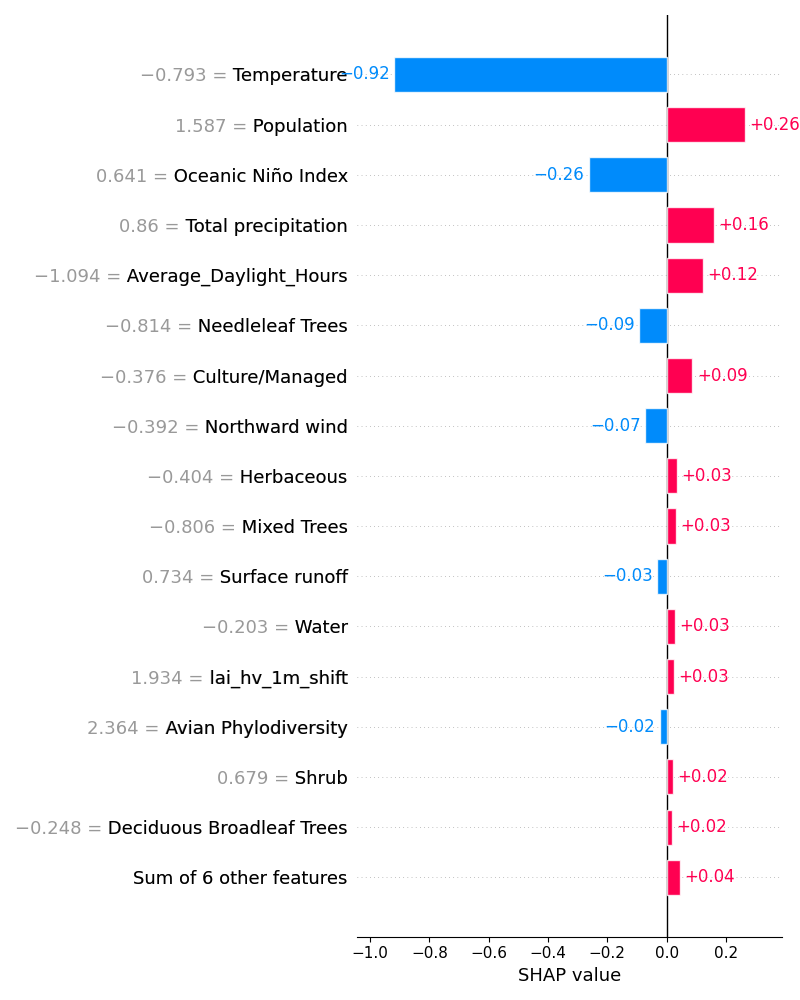 −0.793 = Temperature −0.92
1.587 = Population +0.26
0.641 = Oceanic Niño Index −0.26
0.86 = Total precipitation +0.16
−1.094 = Average_Daylight_Hours +0.12
−0.814 = Needleleaf Trees −0.09
−0.376 = Culture/Managed +0.09
−0.392 = Northward wind −0.07
−0.404 = Herbaceous +0.03
−0.806 = Mixed Trees +0.03
0.734 = Surface runoff −0.03
−0.203 = Water +0.03
1.934 = lai_hv_1m_shift +0.03
2.364 = Avian Phylodiversity −0.02
0.679 = Shrub +0.02
−0.248 = Deciduous Broadleaf Trees +0.02
Sum of 6 other features +0.04
−1.0 −0.8 −0.6 −0.4 −0.2 0.0 0.2
SHAP value